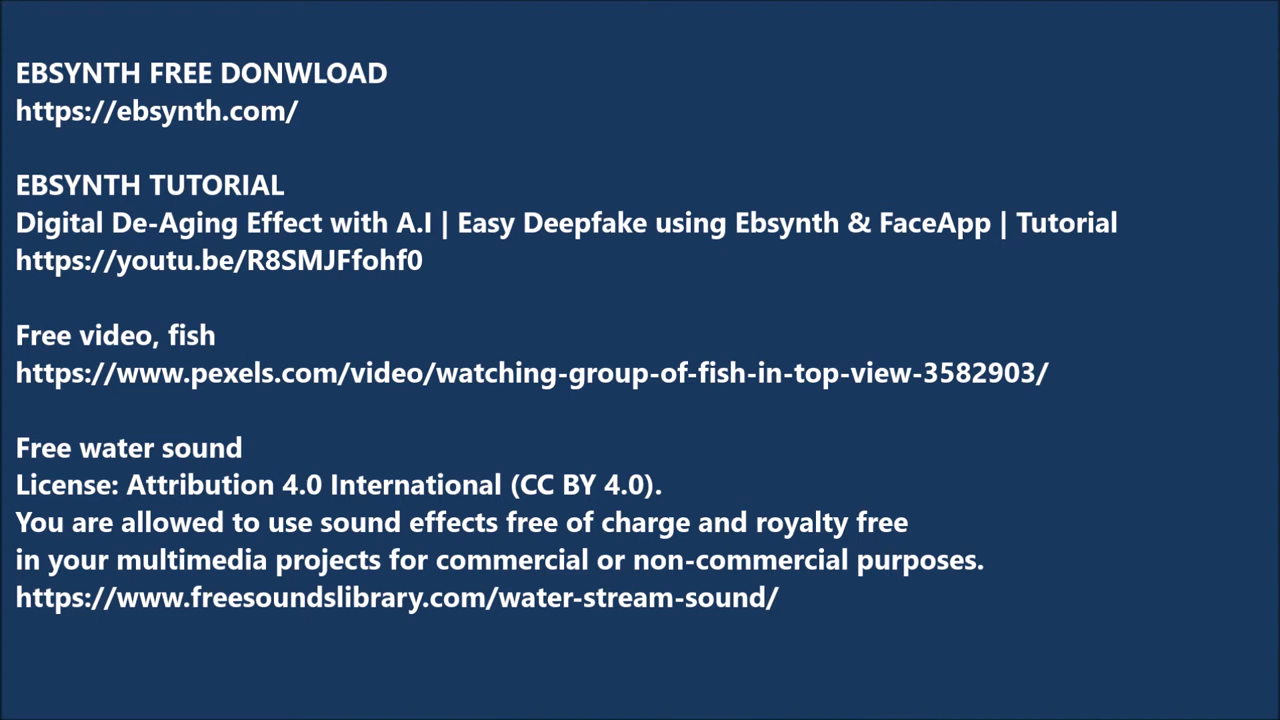 EBSYNTH FREE DONWLOAD
https://ebsynth.com/
EBSYNTH TUTORIAL
Digital De-Aging Effect with A.I | Easy Deepfake using Ebsynth & FaceApp | Tutorial
https://youtu.be/R8SMJFfohf0
Free video, fish
https://www.pexels.com/video/watching-group-of-fish-in-top-view-3582903/
Free water sound
License: Attribution 4.0 International (CC BY 4.0).
You are allowed to use sound effects free of charge and royalty free
in your multimedia projects for commercial or non-commercial purposes.
https://www.freesoundslibrary.com/water-stream-sound/